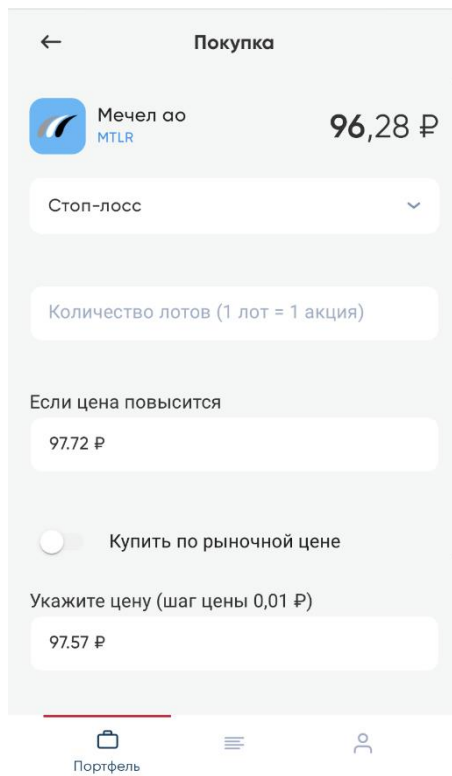 Покупка
Мечел ао
96,28 ₽
MTLR
Стоп-лосс
Количество лотов (1 лот = 1 акция)
Если цена повысится
97.72 ₽
Купить по рыночной цене
Укажите цену (шаг цены 0,01 ₽)
97.57 ₽
Портфель